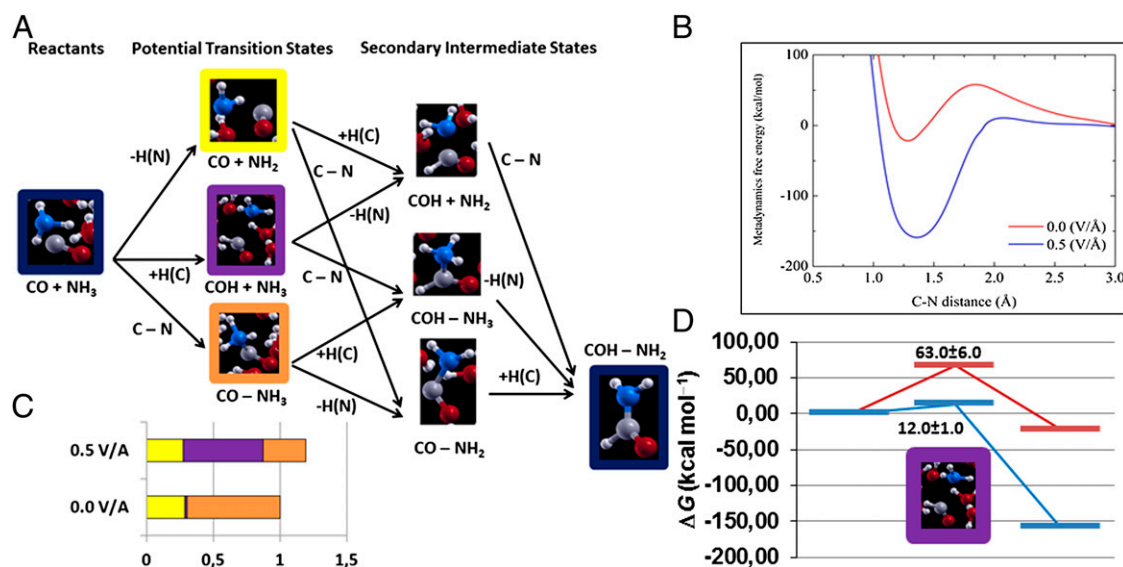 A
Reactants
Potential Transition States
Secondary Intermediate States
CO + NH₂
-H(N)
+H(C)
C – N
COH + NH₂
-H(N)
CO + NH₃
+H(C)
COH + NH₃
C – N
C – N
C – N
COH – NH₃
-H(N)
+H(C)
CO – NH₃
-H(N)
CO – NH₂
+H(C)
COH – NH₂
B
Metadynamics free energy (kcal/mol)
100
0
-100
-200
0.0 (V/Å)
0.5 (V/Å)
0.5 1.0 1.5 2.0 2.5 3.0
C-N distance (Å)
C
0.5 V/A
0.0 V/A
0 0,5 1 1,5
D
ΔG (kcal mol⁻¹)
100,00
50,00
0,00
-50,00
-100,00
-150,00
-200,00
63.0±6.0
12.0±1.0